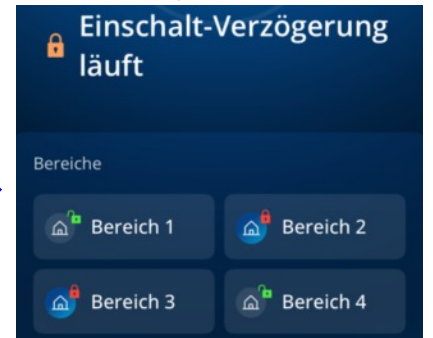 Einschalt-Verzögerung
läuft
Bereiche
Bereich 1
Bereich 2
Bereich 3
Bereich 4